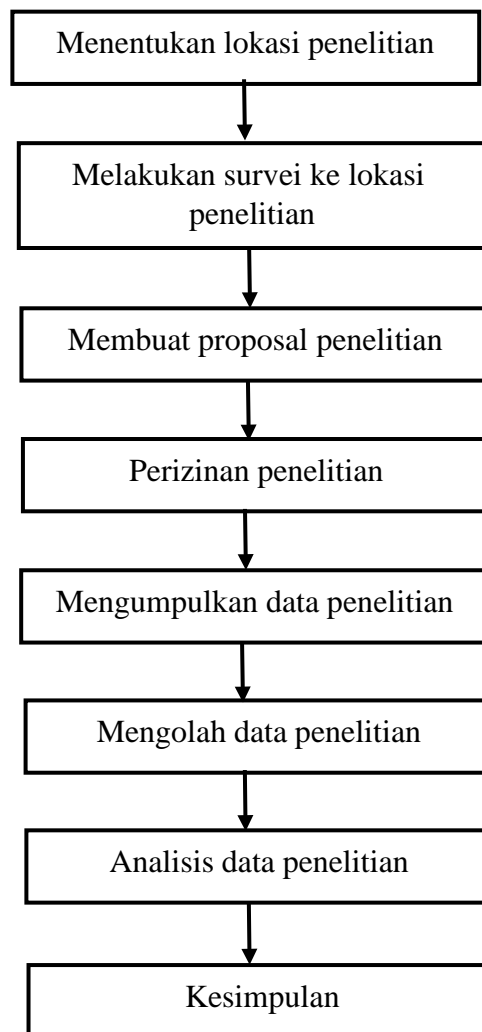 Menentukan lokasi penelitian
Melakukan survei ke lokasi
penelitian
Membuat proposal penelitian
Perizinan penelitian
Mengumpulkan data penelitian
Mengolah data penelitian
Analisis data penelitian
Kesimpulan